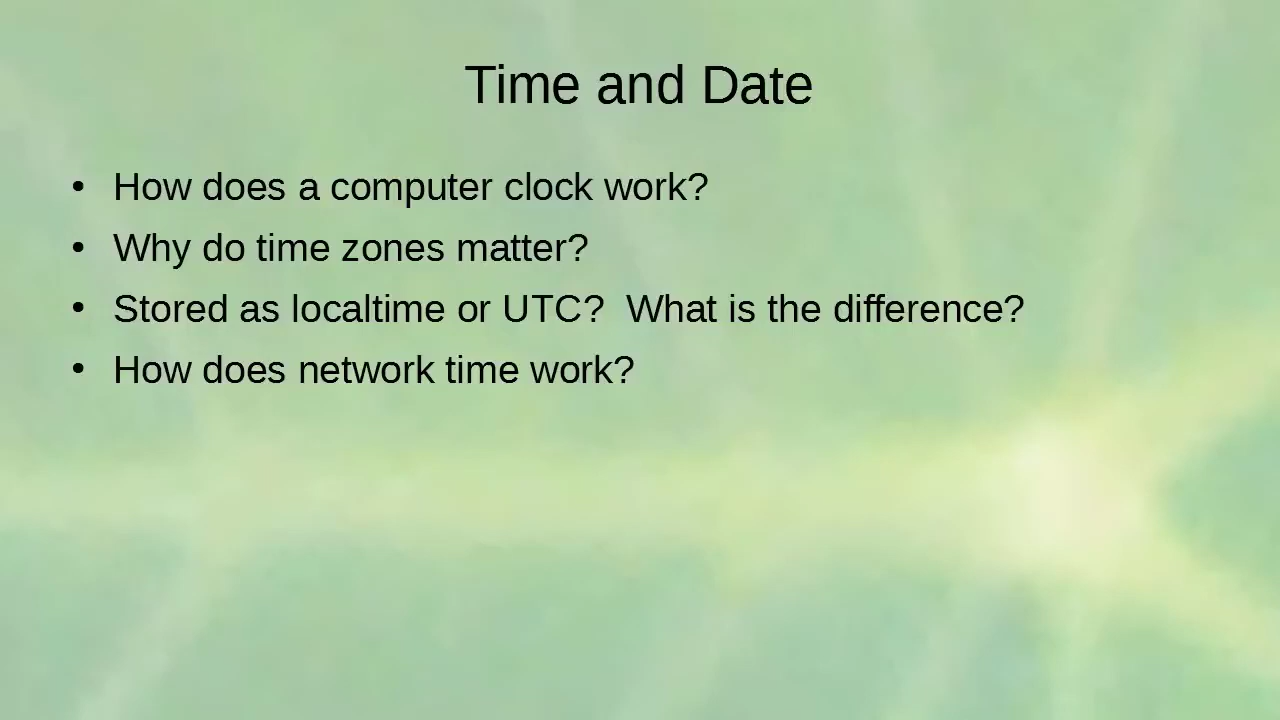 Time and Date
• How does a computer clock work?
• Why do time zones matter?
• Stored as localtime or UTC?  What is the difference?
• How does network time work?